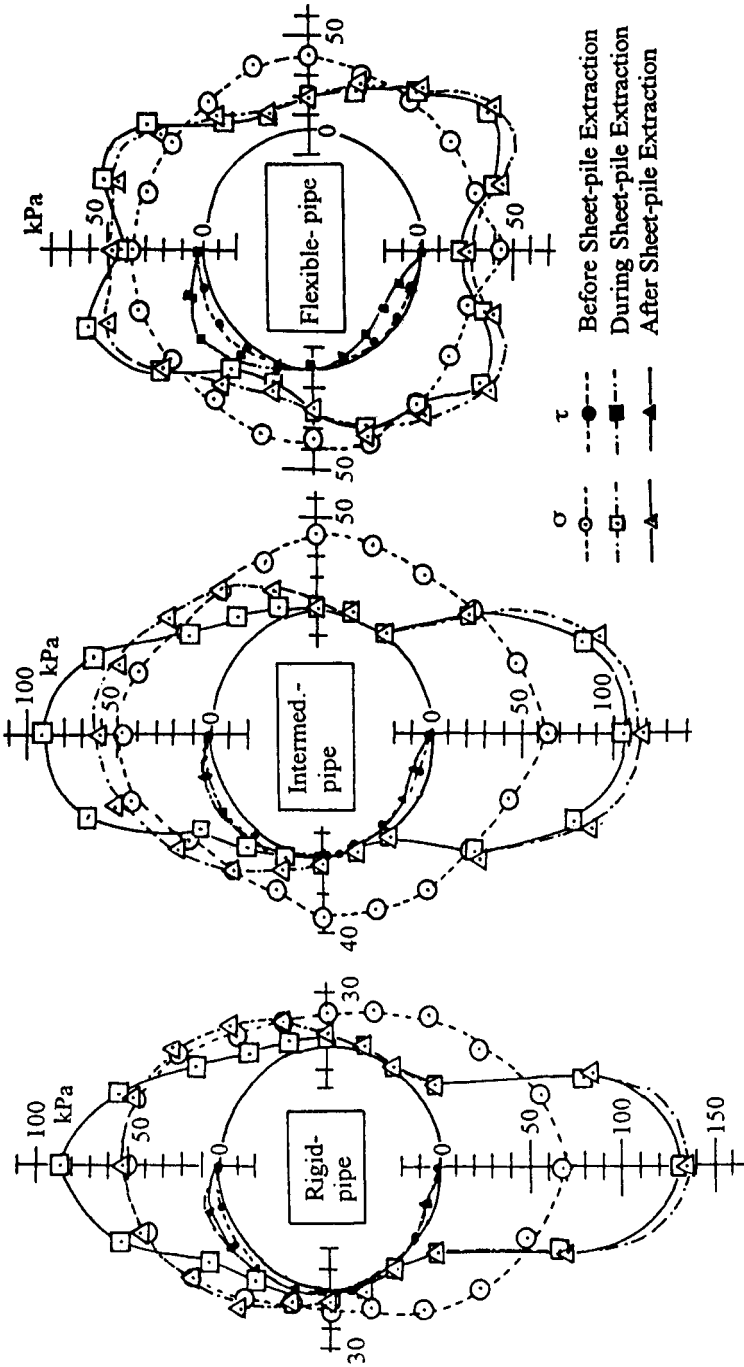 kPa
50
0
Flexible- pipe
0
50
50
0
50
100
kPa
50
0
Intermed.-
pipe
0
50
100
40
50
100
kPa
50
0
Rigid-
pipe
0
50
100
150
30
30
σ τ
Before Sheet-pile Extraction
During Sheet-pile Extraction
After Sheet-pile Extraction